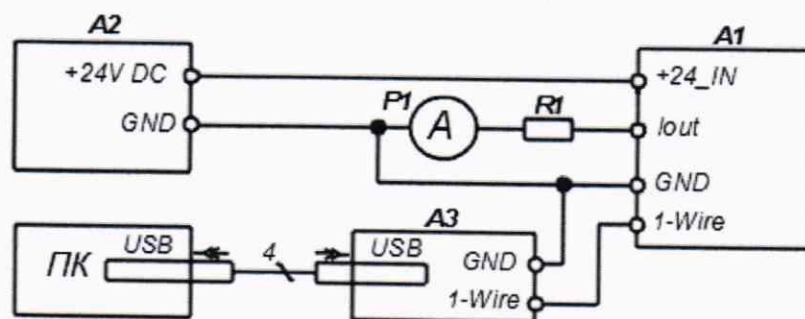 A2
A1
+24V DC
+24_IN
P1
R1
GND
A
Iout
GND
1-Wire
A3
USB
4
USB
GND
ПК
1-Wire